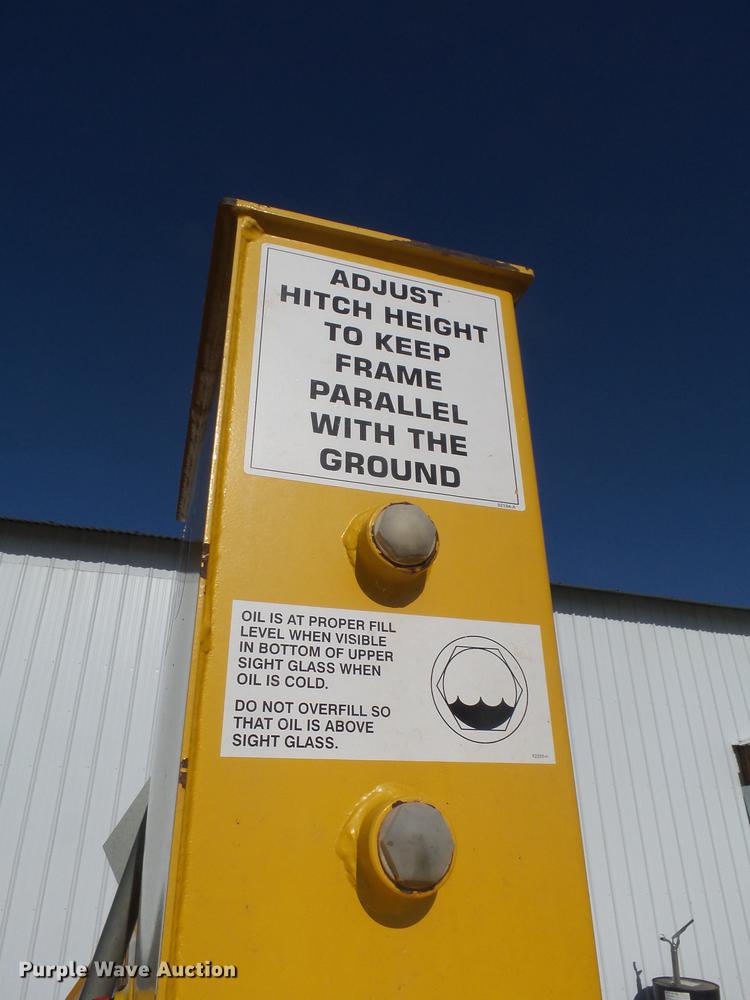 ADJUST
HITCH HEIGHT
TO KEEP
FRAME
PARALLEL
WITH THE
GROUND
OIL IS AT PROPER FILL
LEVEL WHEN VISIBLE
IN BOTTOM OF UPPER
SIGHT GLASS WHEN
OIL IS COLD.
DO NOT OVERFILL SO
THAT OIL IS ABOVE
SIGHT GLASS.
Purple Wave Auction